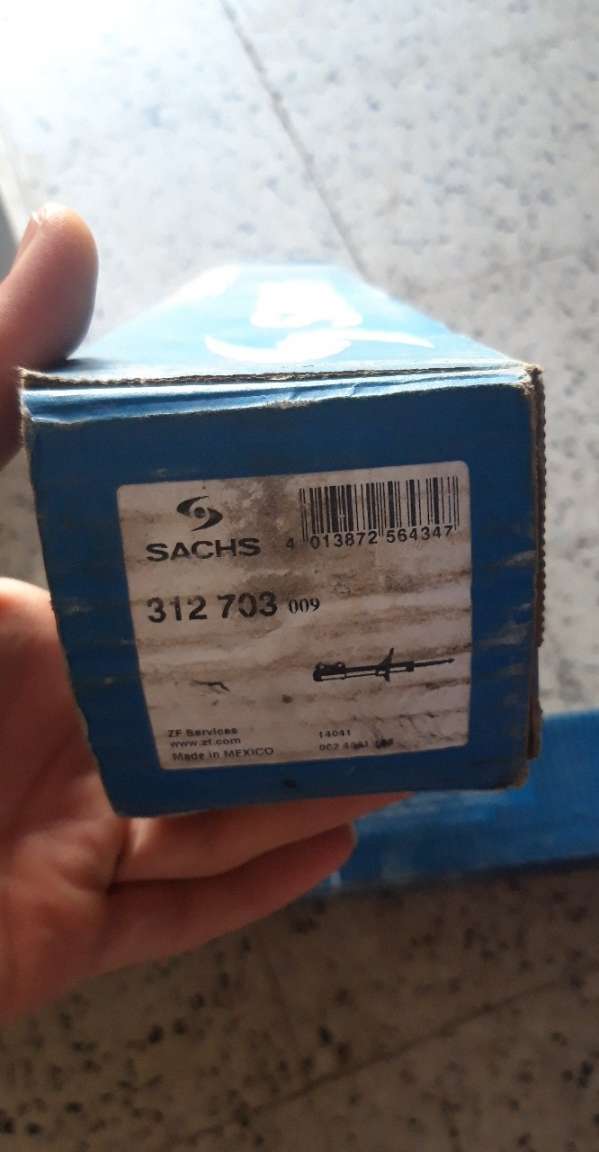 SACHS
4 013872 564347
312 703 009
ZF Services
www.zf.com
Made in MEXICO
14041